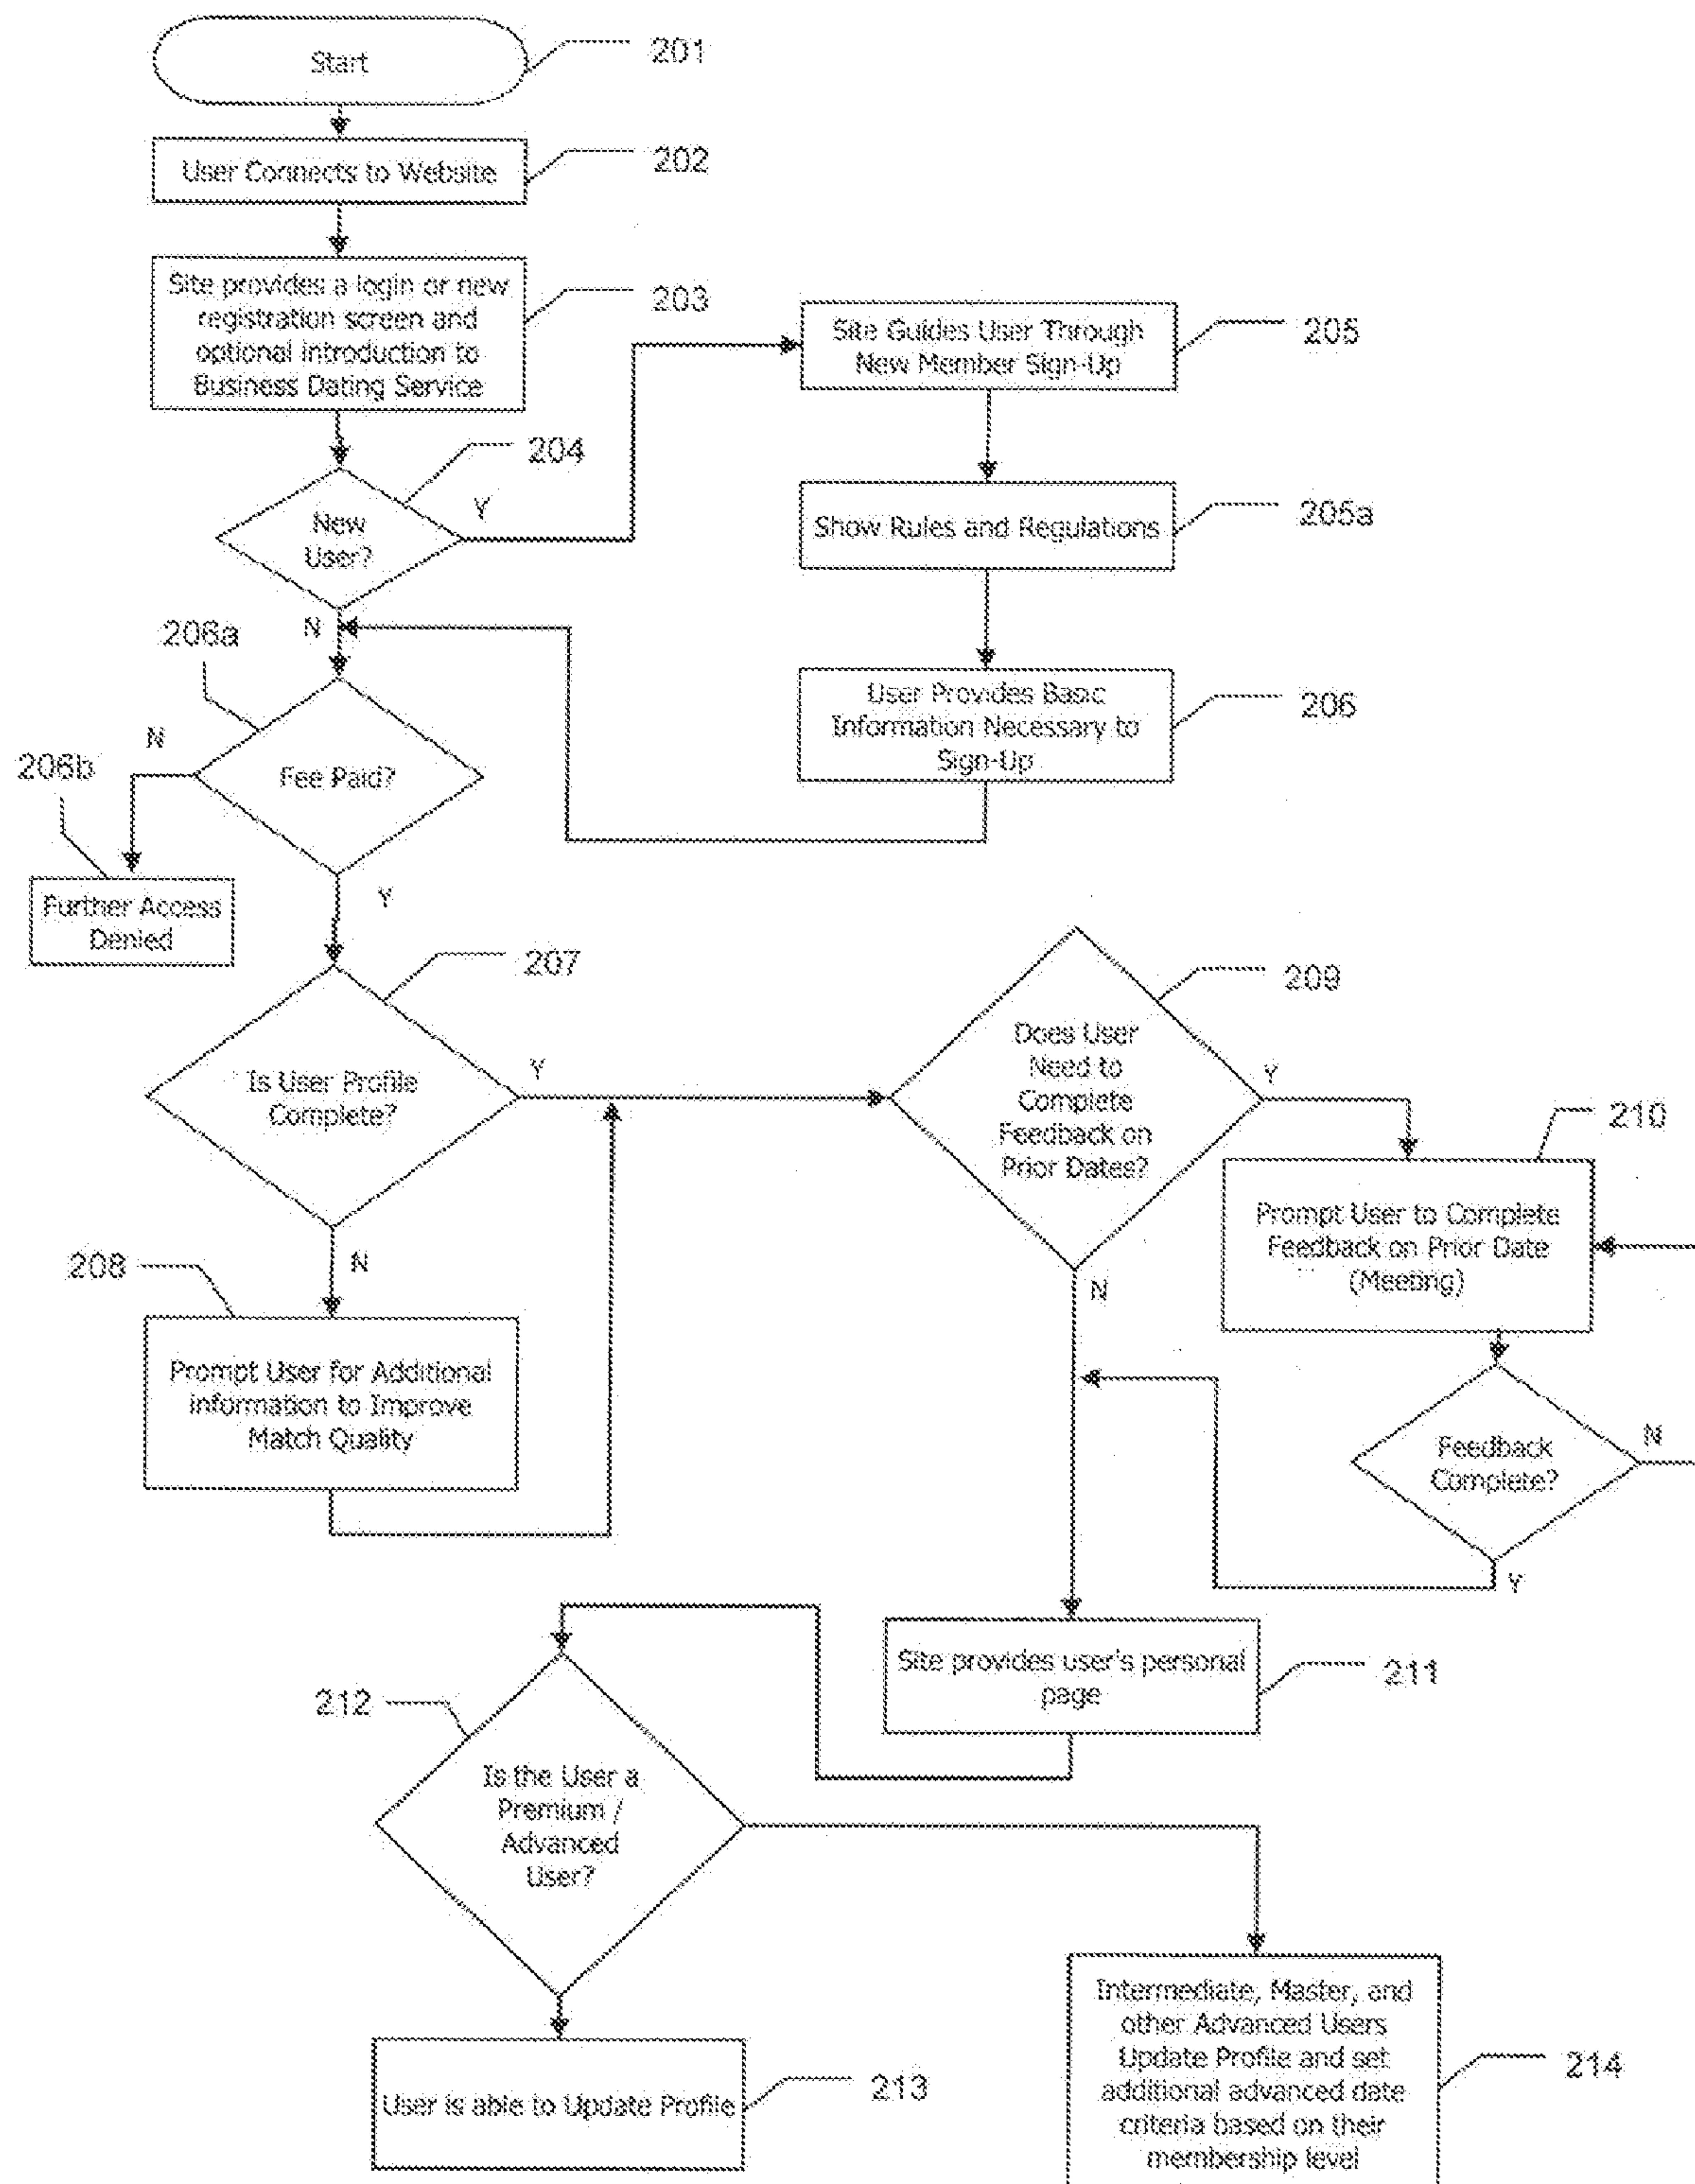 Start
201
User Connects to Website
202
Site provides a login or new
registration screen and
optional introduction to
Business Dating Service
203
Site Guides User Through
New Member Sign-Up
205
204
New
User?
Y
N
Show Rules and Regulations
205a
206a
Fee Paid?
N
Y
User Provides Basic
Information Necessary to
Sign-Up
206
206b
Further Access
Denied
207
Is User Profile
Complete?
Y
N
209
Does User
Need to
Complete
Feedback on
Prior Dates?
Y
N
210
Prompt User to Complete
Feedback on Prior Date
(Meeting)
208
Prompt User for Additional
information to Improve
Match Quality
Feedback
Complete?
N
Y
Site provides user's personal
page
211
212
Is the User a
Premium /
Advanced
User?
User is able to Update Profile
213
Intermediate, Master, and
other Advanced Users
Update Profile and set
additional advanced date
criteria based on their
membership level
214